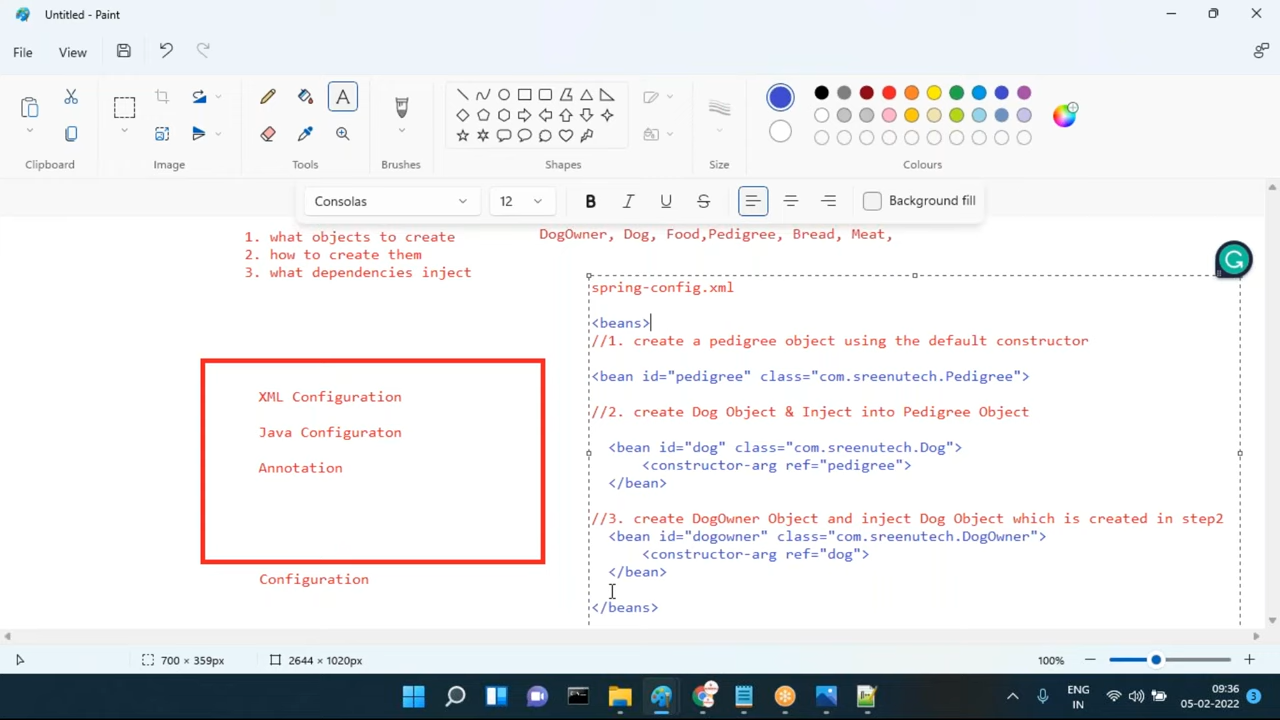 Untitled - Paint
File
View
Clipboard
Image
Tools
Brushes
Shapes
Size
Colours
Consolas
12
B
I
U
S
Background fill
1. what objects to create
2. how to create them
3. what dependencies inject
DogOwner, Dog, Food,Pedigree, Bread, Meat,
XML Configuration
Java Configuraton
Annotation
Configuration
spring-config.xml
<beans>
//1. create a pedigree object using the default constructor
<bean id="pedigree" class="com.sreenutech.Pedigree">
//2. create Dog Object & Inject into Pedigree Object
<bean id="dog" class="com.sreenutech.Dog">
<constructor-arg ref="pedigree">
</bean>
//3. create DogOwner Object and inject Dog Object which is created in step2
<bean id="dogowner" class="com.sreenutech.DogOwner">
<constructor-arg ref="dog">
</bean>
</beans>
700 × 359px
2644 × 1020px
100%
ENG
IN
09:36
05-02-2022
3